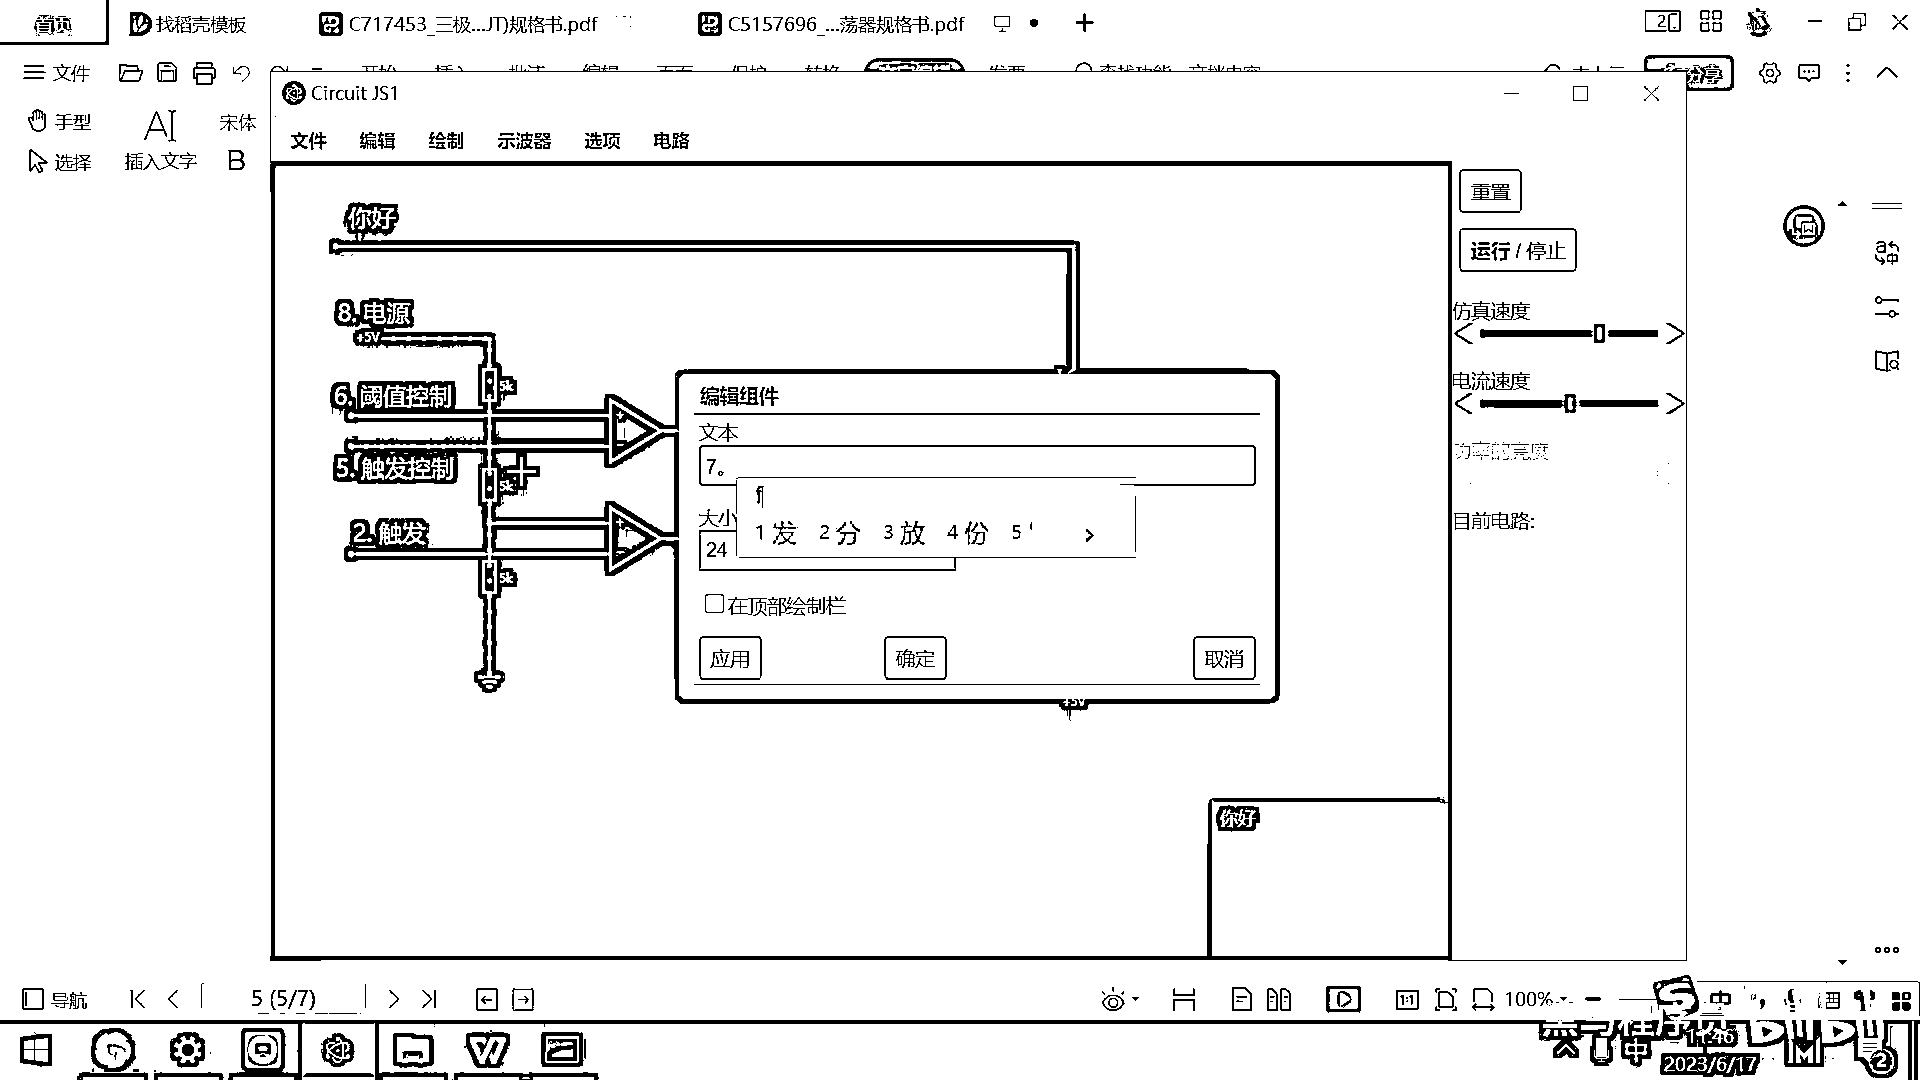 首页
找稻壳模板
C717453_三极...JT)规格书.pdf
C5157696_...荡器规格书.pdf
文件
手型
选择
插入文字
宋体
B
Circuit JS1
文件 编辑 绘制 示波器 选项 电路
重置
运行 / 停止
仿真速度
电流速度
功率的亮度
目前电路:
你好
8. 电源
+5V
5k
6. 阈值控制
5. 触发控制
5k
2. 触发
5k
编辑组件
文本
7。
f
1 发 2 分 3 放 4 份 5
大小
24
在顶部绘制栏
应用 确定 取消
+5V
你好
导航
5 (5/7)
1:1
100%
中
中
11:46
2023/6/17
2